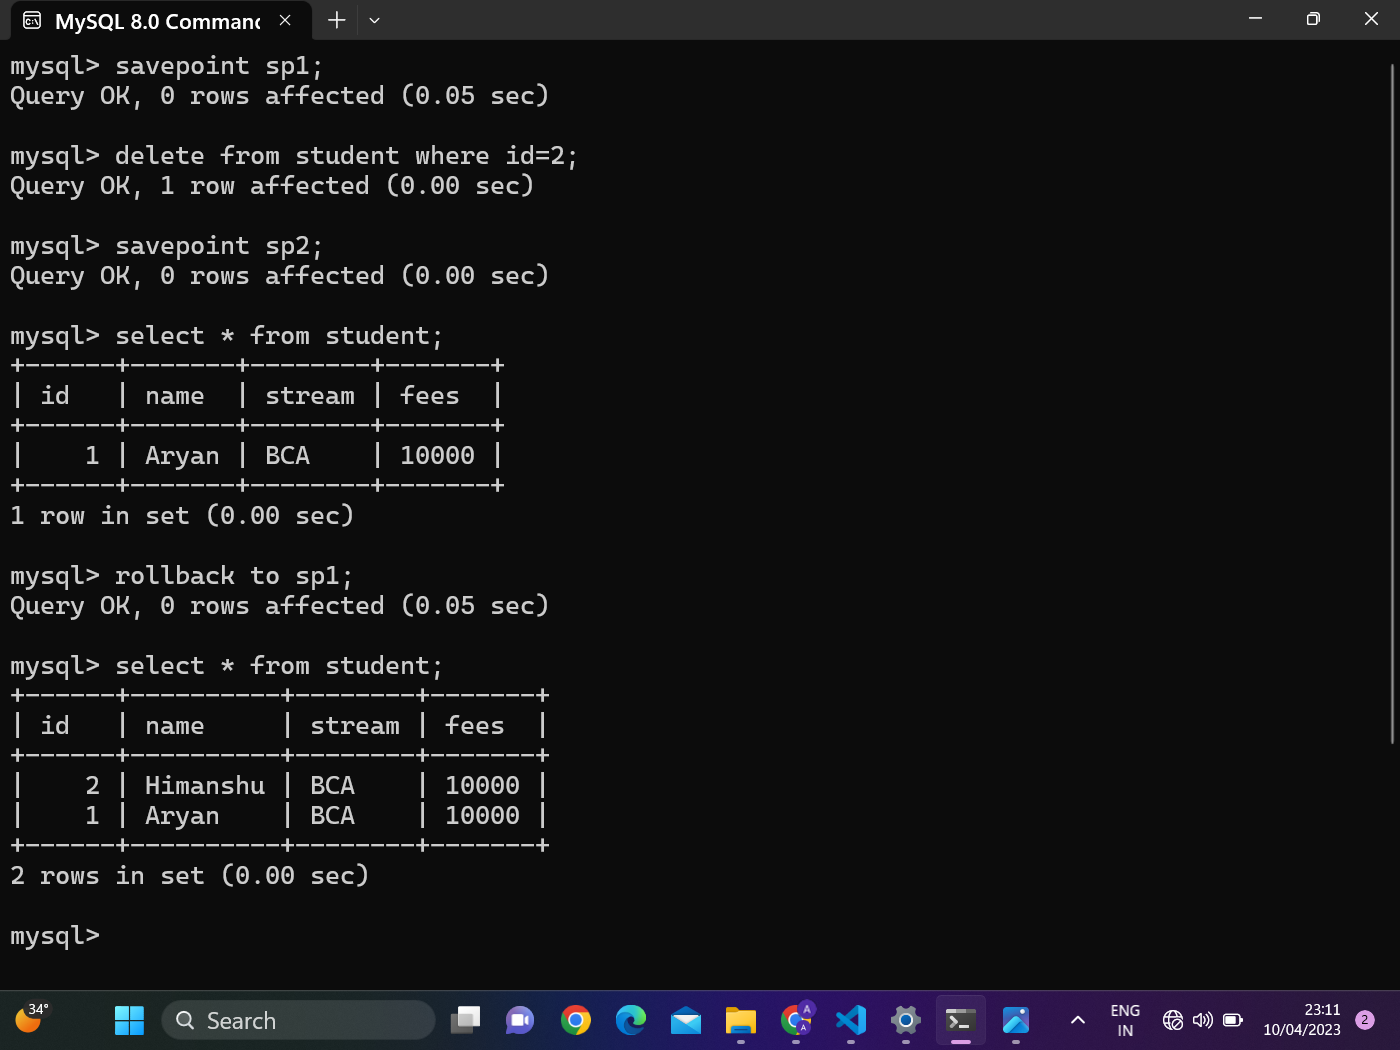 MySQL 8.0 Comman
mysql> savepoint sp1;
Query OK, 0 rows affected (0.05 sec)
mysql> delete from student where id=2;
Query OK, 1 row affected (0.00 sec)
mysql> savepoint sp2;
Query OK, 0 rows affected (0.00 sec)
mysql> select * from student;
+------+-------+--------+-------+
| id   | name  | stream | fees  |
+------+-------+--------+-------+
|    1 | Aryan | BCA    | 10000 |
+------+-------+--------+-------+
1 row in set (0.00 sec)
mysql> rollback to sp1;
Query OK, 0 rows affected (0.05 sec)
mysql> select * from student;
+------+----------+--------+-------+
| id   | name     | stream | fees  |
+------+----------+--------+-------+
|    2 | Himanshu | BCA    | 10000 |
|    1 | Aryan    | BCA    | 10000 |
+------+----------+--------+-------+
2 rows in set (0.00 sec)
mysql>
34°
Search
ENG
IN
23:11
10/04/2023
2